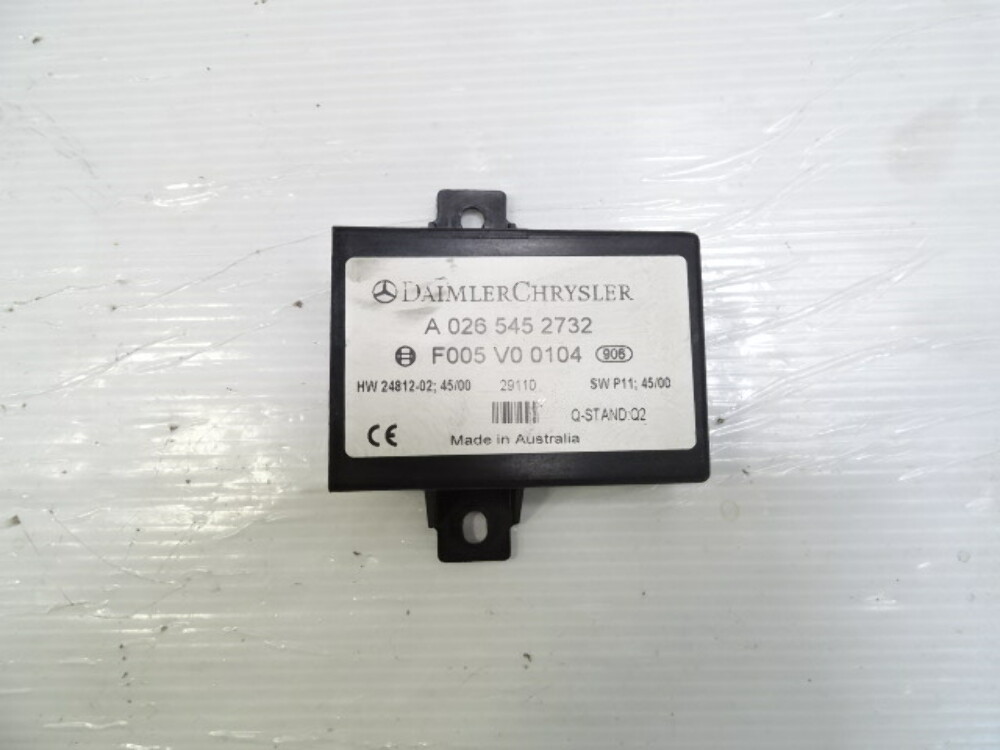 DAIMLERCHRYSLER
A 026 545 2732
F005 V0 0104 906
HW 24812-02; 45/00 29110 SW P11; 45/00
Q-STAND:Q2
CE Made in Australia